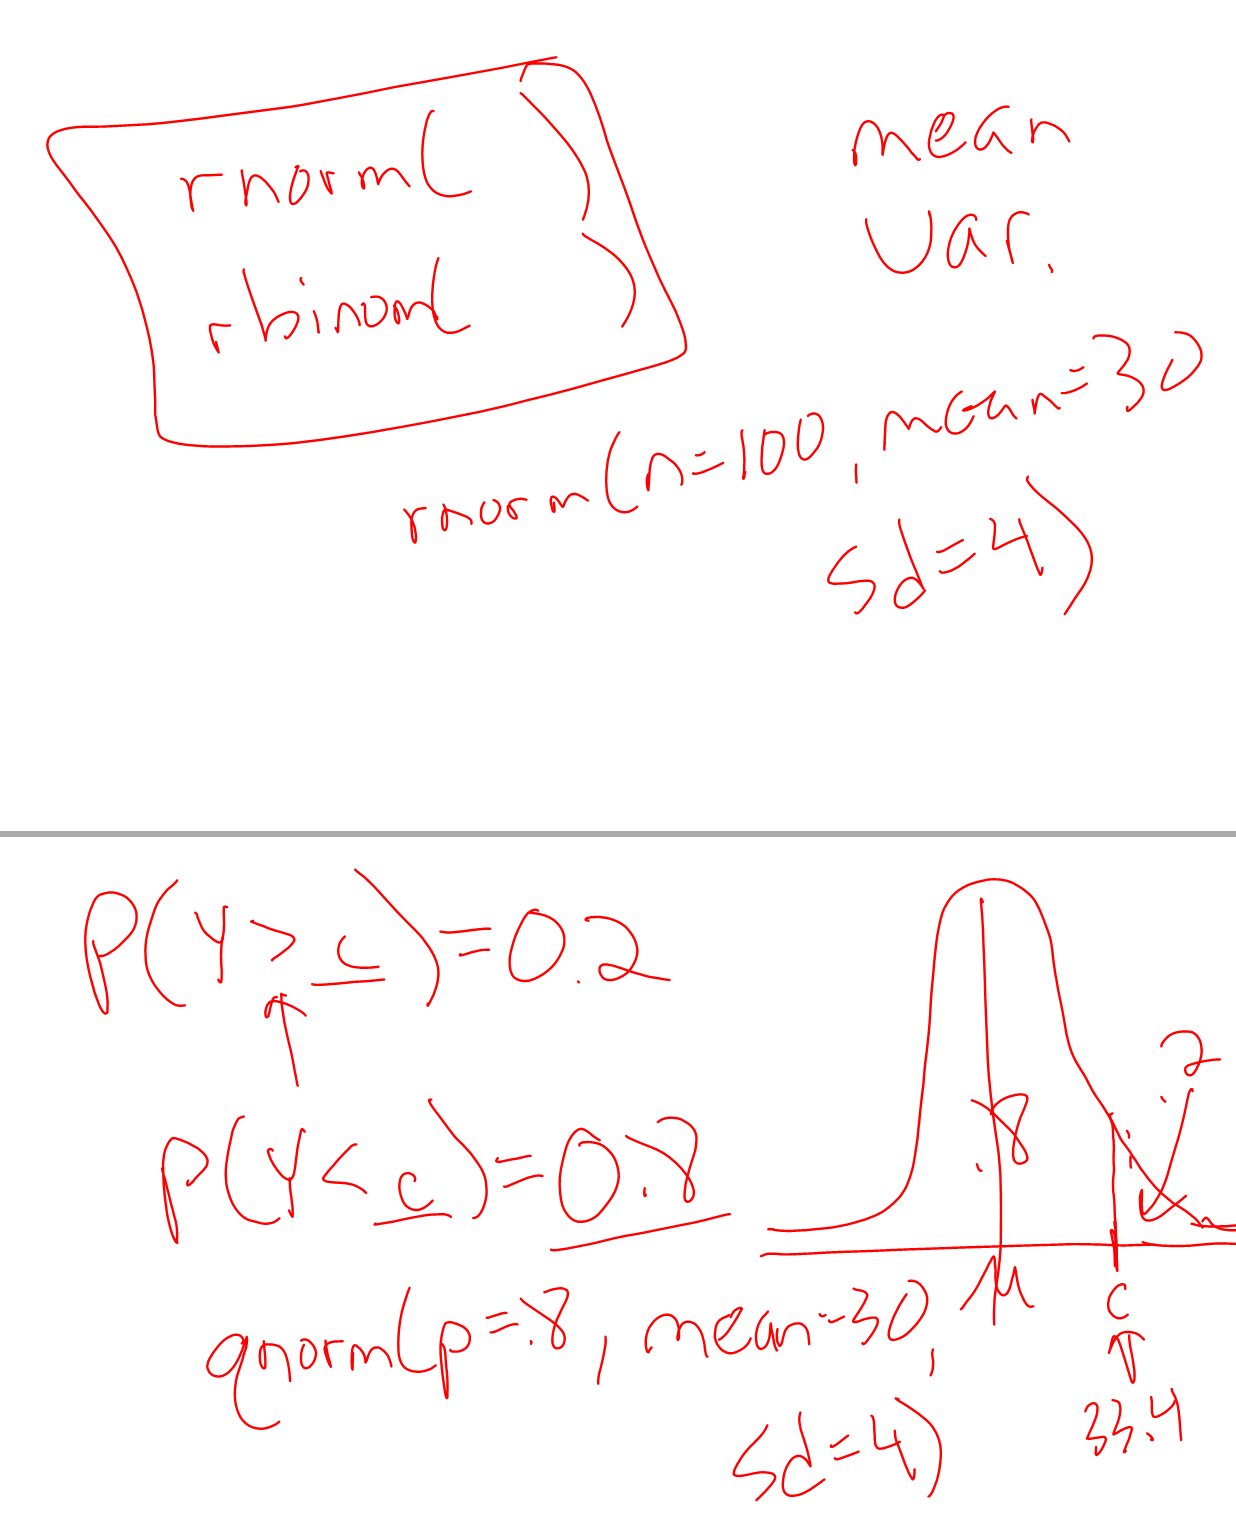 rnorm( )
rbinom( )
mean
var.
rnorm(n=100, mean=30
sd=4)
P(Y> c)=0.2
P(Y< c)=0.8
qnorm(p=.8, mean=30,
sd=4)
.8
.2
μ
c
33.4